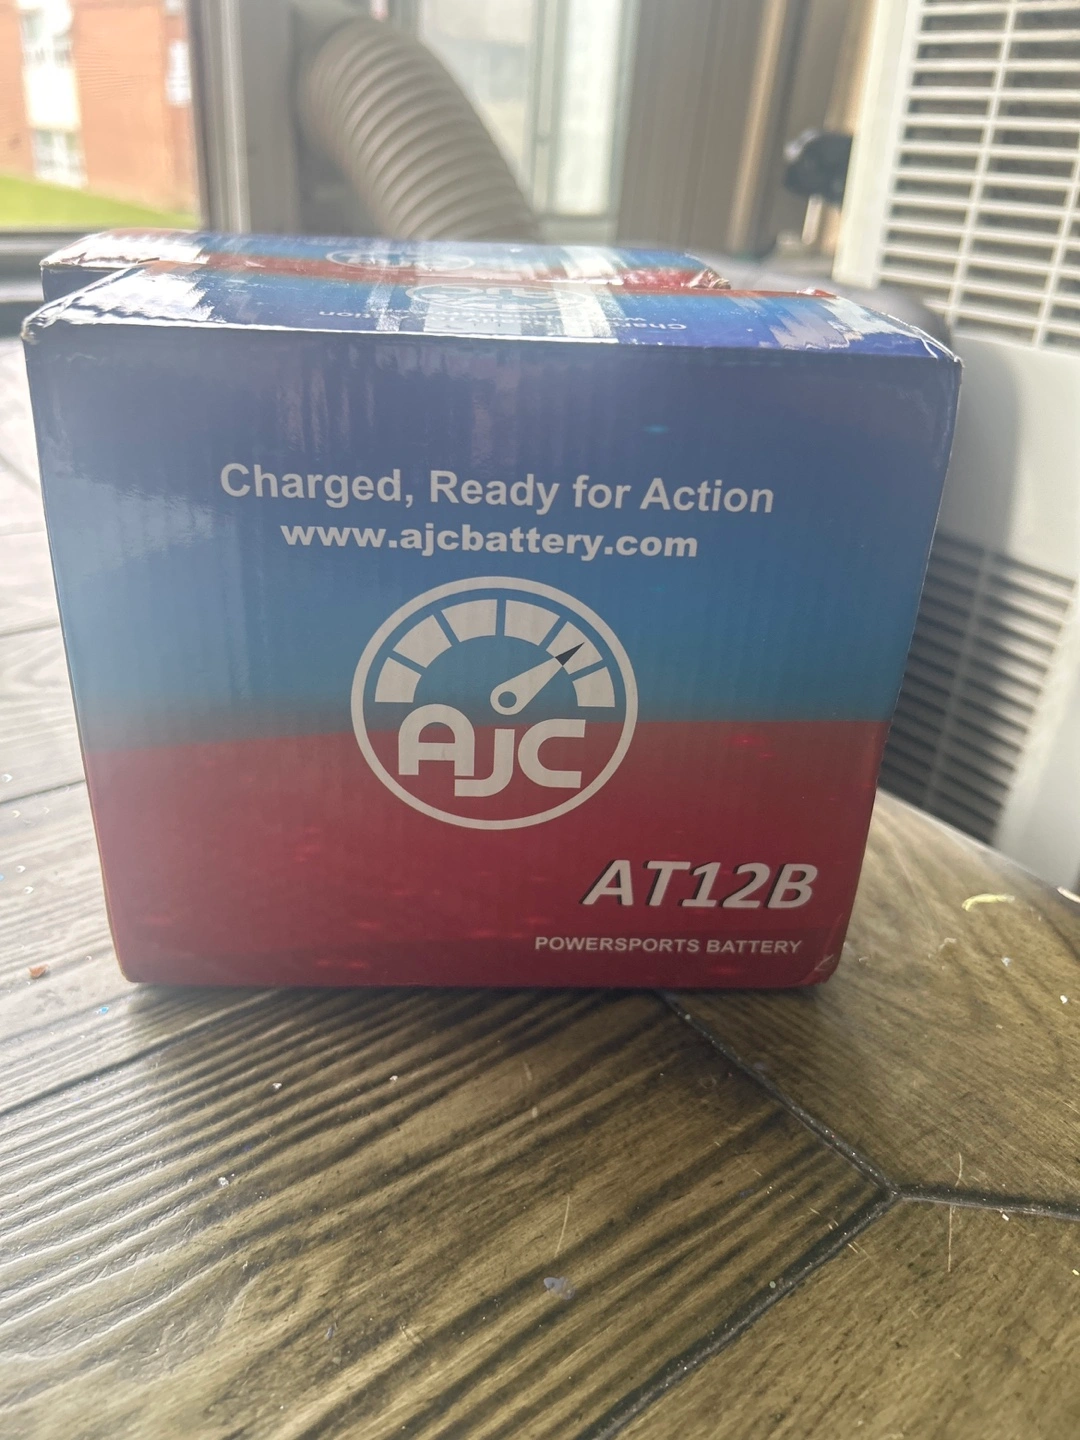 Charged, Ready for Action
www.ajcbattery.com
AJC
AT12B
POWERSPORTS BATTERY